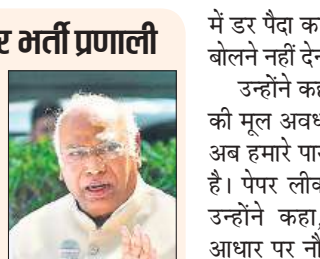 र भर्ती प्रणाली
में डर पैदा क
बोलने नहीं देन
उन्होंने कह
की मूल अवध
अब हमारे पास
है। पेपर लीव
उन्होंने कहा,
आधार पर नौ